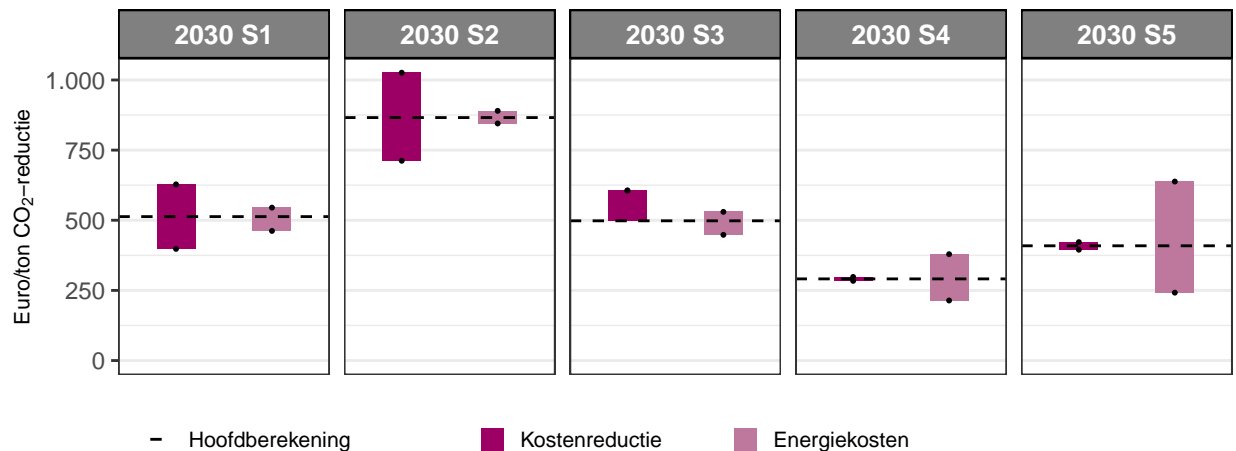 2030 S1 2030 S2 2030 S3 2030 S4 2030 S5
Euro/ton CO₂−reductie
1.000
750
500
250
0
Hoofdberekening Kostenreductie Energiekosten